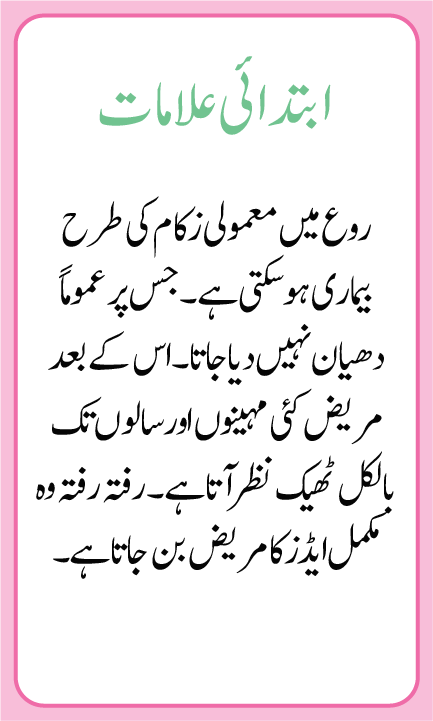 ابتدائی علامات
روع میں معمولی زکام کی طرح
بیماری ہو سکتی ہے۔ جس پر عموماً
دھیان نہیں دیا جاتا۔ اس کے بعد
مریض کئی مہینوں اور سالوں تک
بالکل ٹھیک نظر آتا ہے۔ رفتہ رفتہ وہ
مکمل ایڈز کا مریض بن جاتا ہے۔